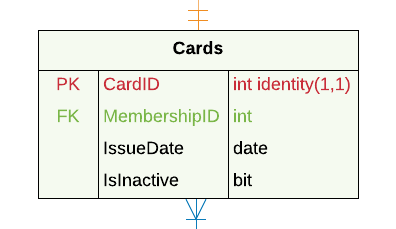 Cards
PK CardID int identity(1,1)
FK MembershipID int
IssueDate date
IsInactive bit